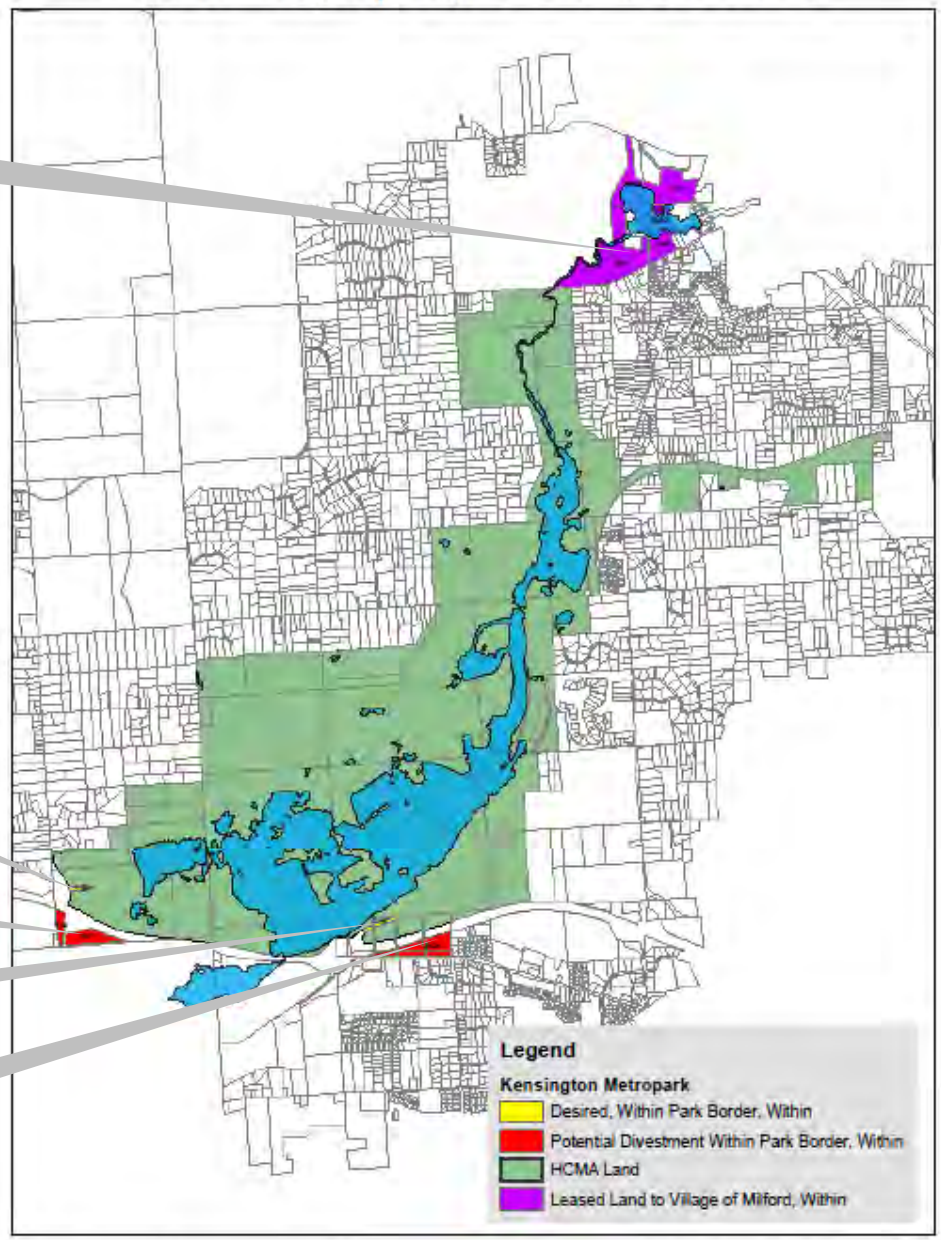 Legend
Kensington Metropark
Desired, Within Park Border, Within
Potential Divestment Within Park Border, Within
HCMA Land
Leased Land to Village of Milford, Within